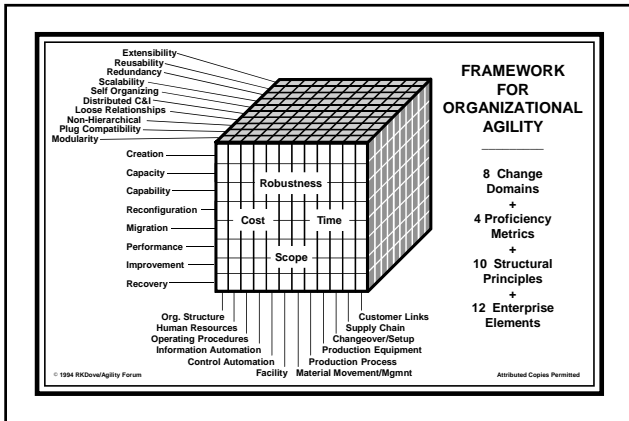 Extensibility
Reusability
Redundancy
Scalability
Self Organizing
Distributed C&I
Loose Relationships
Non-Hierarchical
Plug Compatibility
Modularity
Creation
Capacity
Capability
Reconfiguration
Migration
Performance
Improvement
Recovery
Robustness
Cost
Time
Scope
Org. Structure
Human Resources
Operating Procedures
Information Automation
Control Automation
Facility
Customer Links
Supply Chain
Changeover/Setup
Production Equipment
Production Process
Material Movement/Mgmnt
FRAMEWORK
FOR
ORGANIZATIONAL
AGILITY
8 Change
Domains
+
4 Proficiency
Metrics
+
10 Structural
Principles
+
12 Enterprise
Elements
© 1994 RKDove/Agility Forum
Attributed Copies Permitted